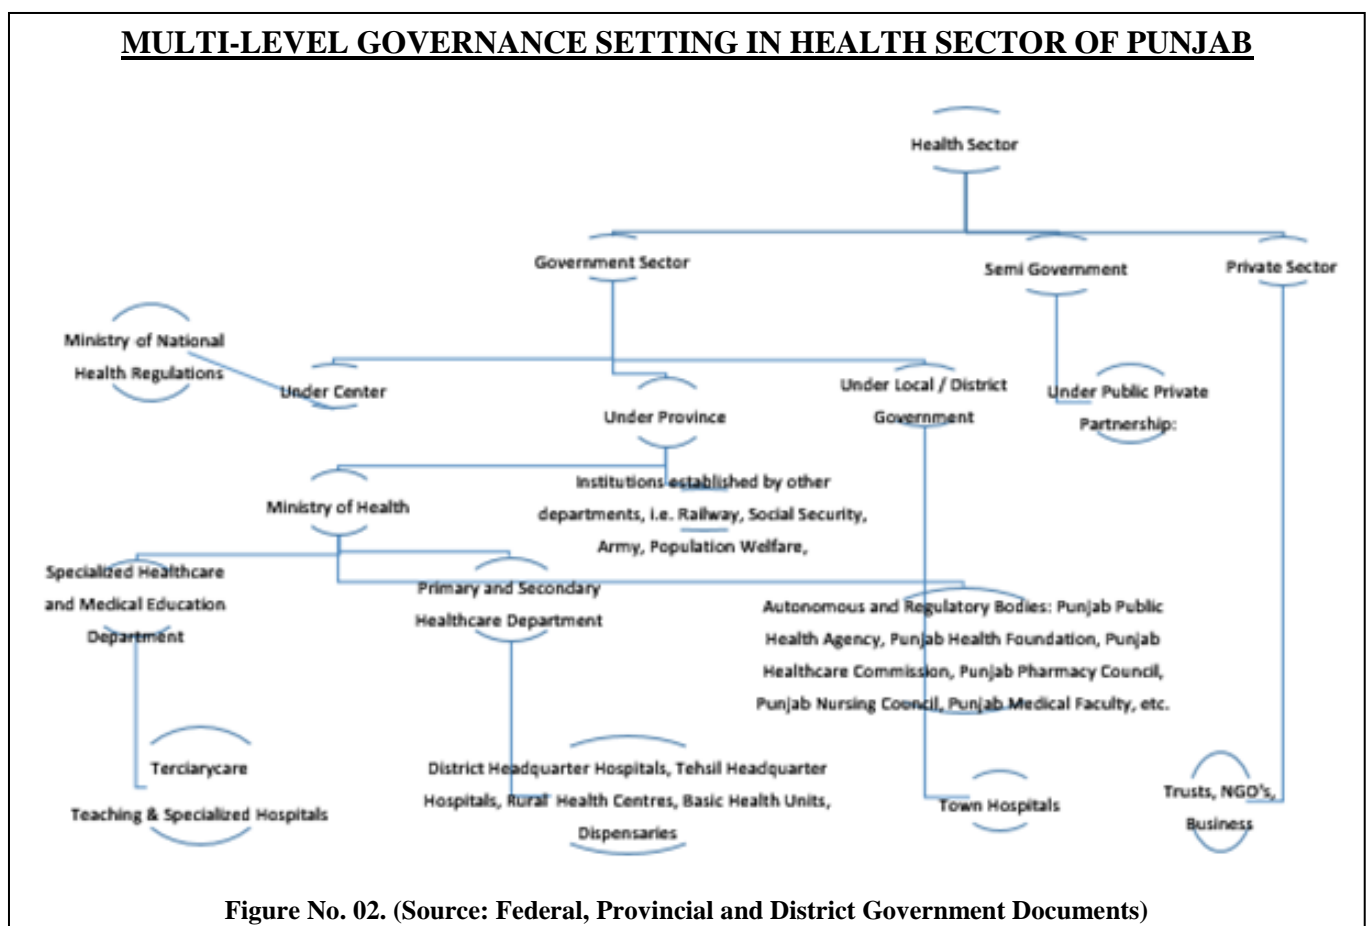 MULTI-LEVEL GOVERNANCE SETTING IN HEALTH SECTOR OF PUNJAB
Health Sector
Government Sector
Semi Government
Private Sector
Ministry of National
Health Regulations
Under Center
Under Province
Under Local / District
Government
Under Public Private
Partnership:
Ministry of Health
Institutions established by other
departments, i.e. Railway, Social Security,
Army, Population Welfare,
Specialized Healthcare
and Medical Education
Department
Primary and Secondary
Healthcare Department
Autonomous and Regulatory Bodies: Punjab Public
Health Agency, Punjab Health Foundation, Punjab
Healthcare Commission, Punjab Pharmacy Council,
Punjab Nursing Council, Punjab Medical Faculty, etc.
Terciarycare
Teaching & Specialized Hospitals
District Headquarter Hospitals, Tehsil Headquarter
Hospitals, Rural Health Centres, Basic Health Units,
Dispensaries
Town Hospitals
Trusts, NGO's,
Business
Figure No. 02. (Source: Federal, Provincial and District Government Documents)